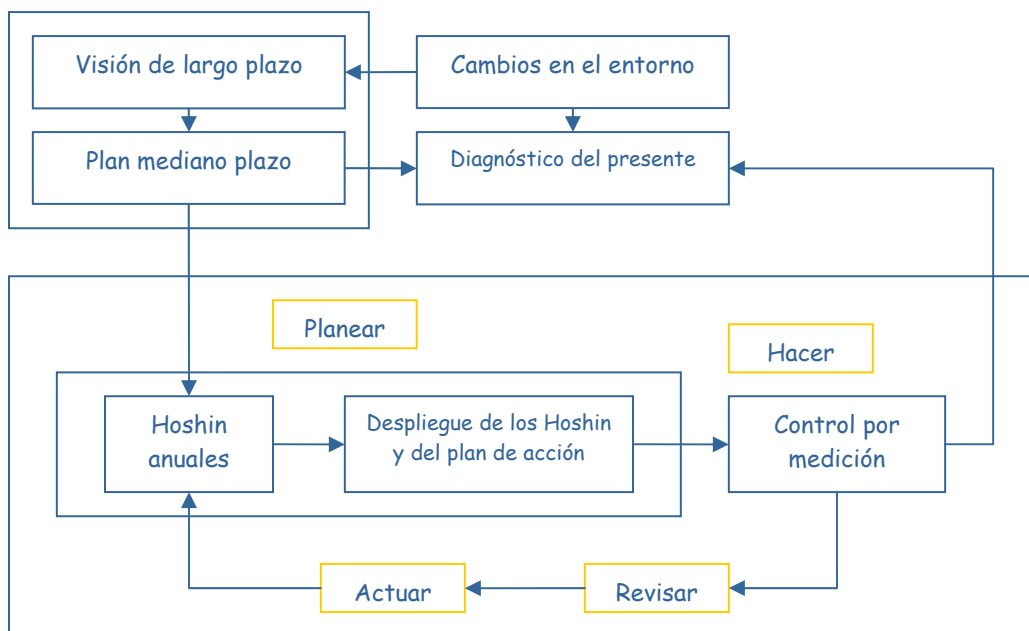 Visión de largo plazo
Cambios en el entorno
Plan mediano plazo
Diagnóstico del presente
Planear
Hacer
Hoshin
anuales
Despliegue de los Hoshin
y del plan de acción
Control por
medición
Actuar
Revisar